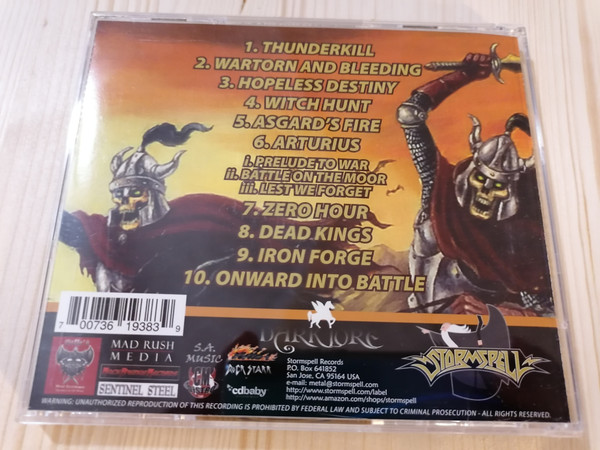 1. THUNDERKILL
2. WARTORN AND BLEEDING
3. HOPELESS DESTINY
4. WITCH HUNT
5. ASGARD'S FIRE
6. ARTURIUS
i. PRELUDE TO WAR
ii. BATTLE ON THE MOOR
iii. LEST WE FORGET
7. ZERO HOUR
8. DEAD KINGS
9. IRON FORGE
10. ONWARD INTO BATTLE
7 00736 19383 9
MAD RUSH
MEDIA
SENTINEL STEEL
S.A.
MUSIC
ROCK STAKK
cdbaby
DARKLORE
Stormspell Records
P.O. Box 641852
San Jose, CA 95164 USA
e-mail: metal@stormspell.com
http://www.stormspell.com/label
http://www.amazon.com/shops/stormspell
STORMSPELL
WARNING: UNAUTHORIZED REPRODUCTION OF THIS RECORDING IS PROHIBITED BY FEDERAL LAW AND SUBJECT TO CRIMINAL PROSECUTION - ALL RIGHTS RESERVED.